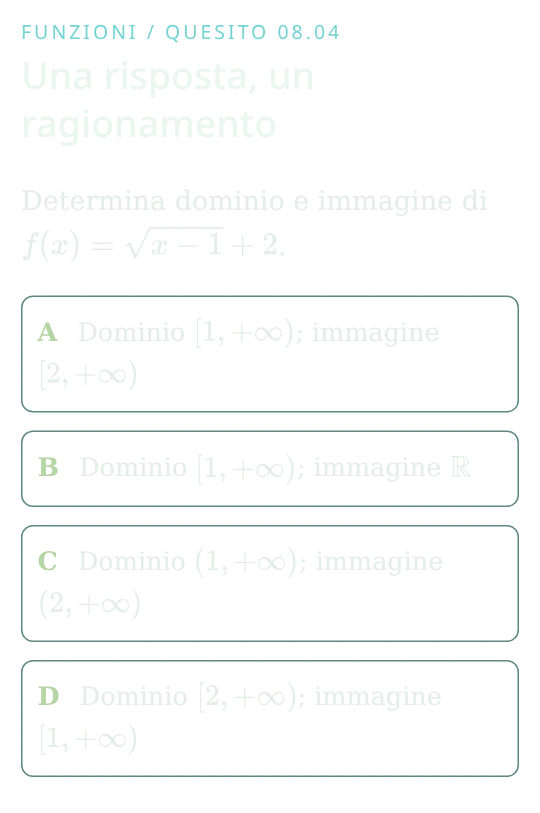 FUNZIONI / QUESITO 08.04
Una risposta, un
ragionamento
Determina dominio e immagine di
f(x) = √(x − 1) + 2.
A Dominio [1, +∞); immagine
[2, +∞)
B Dominio [1, +∞); immagine ℝ
C Dominio (1, +∞); immagine
(2, +∞)
D Dominio [2, +∞); immagine
[1, +∞)